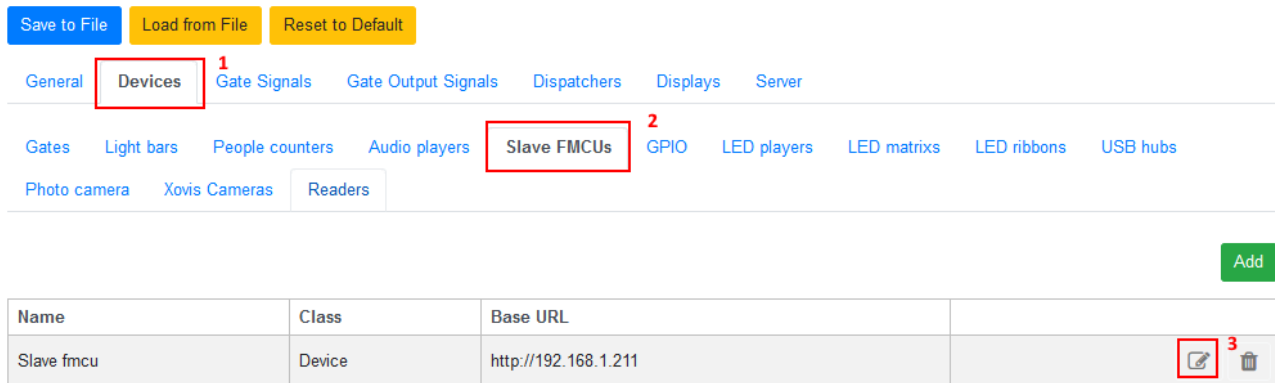 Save to File Load from File Reset to Default
General Devices 1 Gate Signals Gate Output Signals Dispatchers Displays Server
Gates Light bars People counters Audio players Slave FMCUs 2 GPIO LED players LED matrixs LED ribbons USB hubs
Photo camera Xovis Cameras Readers
Add
Name Class Base URL
Slave fmcu Device http://192.168.1.211 3